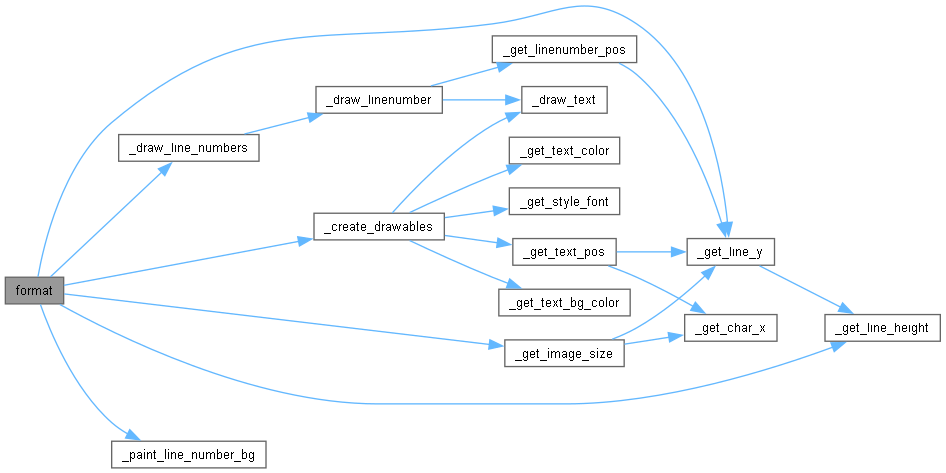 _get_linenumber_pos
_draw_linenumber
_draw_text
_draw_line_numbers
_get_text_color
_get_style_font
_create_drawables
_get_text_pos
_get_line_y
format
_get_text_bg_color
_get_char_x
_get_line_height
_get_image_size
_paint_line_number_bg